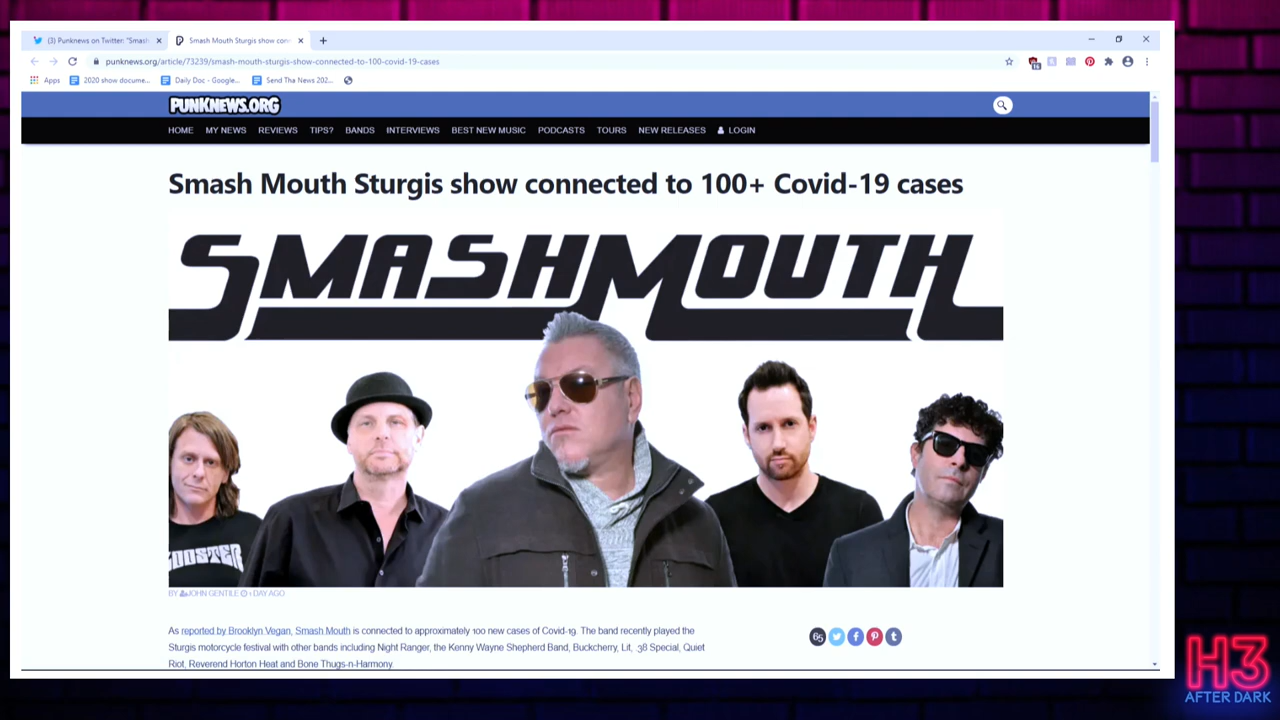 (3) Punknews on Twitter: "Smash
Smash Mouth Sturgis show conn
punknews.org/article/73239/smash-mouth-sturgis-show-connected-to-100-covid-19-cases
Apps 2020 show docume... Daily Doc - Google... Send Tha News 202...
PUNKNEWS.ORG
HOME MY NEWS REVIEWS TIPS? BANDS INTERVIEWS BEST NEW MUSIC PODCASTS TOURS NEW RELEASES LOGIN
Smash Mouth Sturgis show connected to 100+ Covid-19 cases
SMASHMOUTH
OOSTER
BY JOHN GENTILE 1 DAY AGO
As reported by Brooklyn Vegan, Smash Mouth is connected to approximately 100 new cases of Covid-19. The band recently played the
65
Sturgis motorcycle festival with other bands including Night Ranger, the Kenny Wayne Shepherd Band, Buckcherry, Lit, .38 Special, Quiet
Riot, Reverend Horton Heat and Bone Thugs-n-Harmony.
H3
AFTER DARK